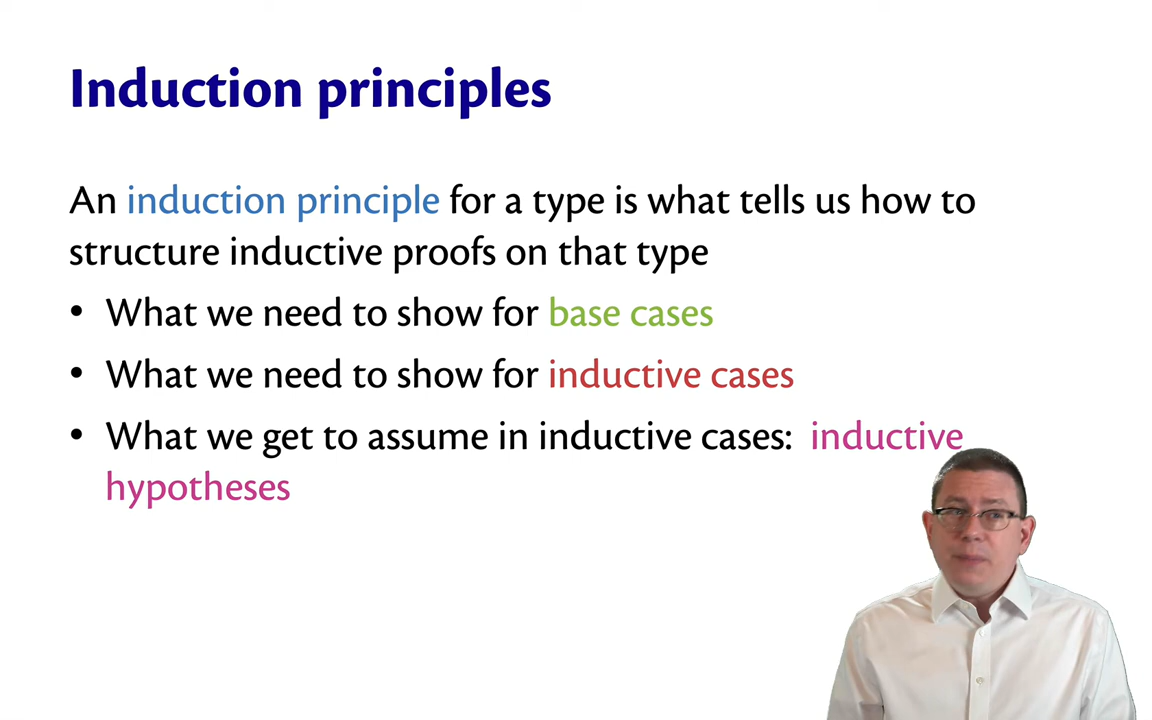 Induction principles
An induction principle for a type is what tells us how to
structure inductive proofs on that type
• What we need to show for base cases
• What we need to show for inductive cases
• What we get to assume in inductive cases: inductive
hypotheses